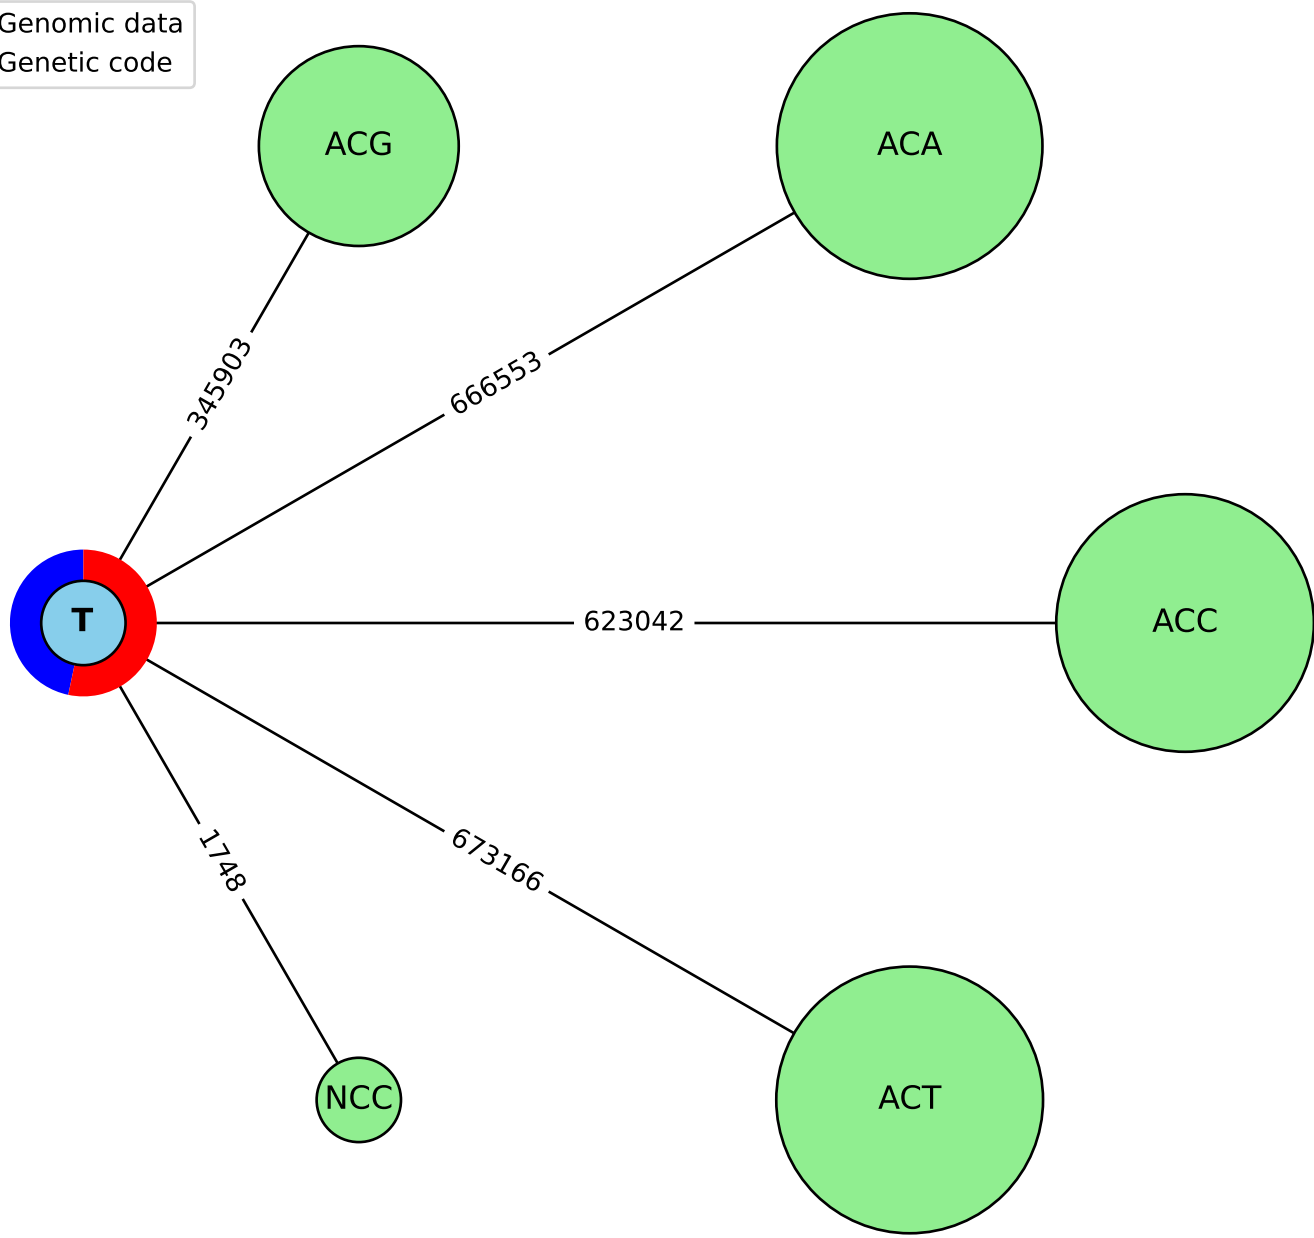 Genomic data
Genetic code
ACG
ACA
345903
666553
T
623042
ACC
1748
673166
NCC
ACT